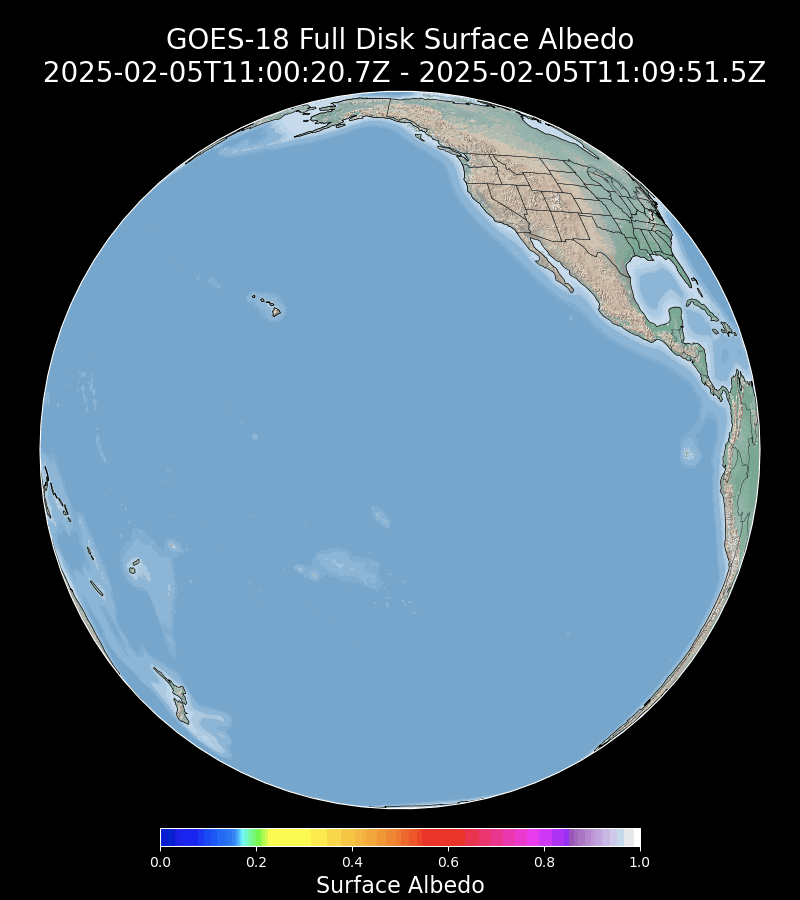 GOES-18 Full Disk Surface Albedo
2025-02-05T11:00:20.7Z - 2025-02-05T11:09:51.5Z
0.0 0.2 0.4 0.6 0.8 1.0
Surface Albedo